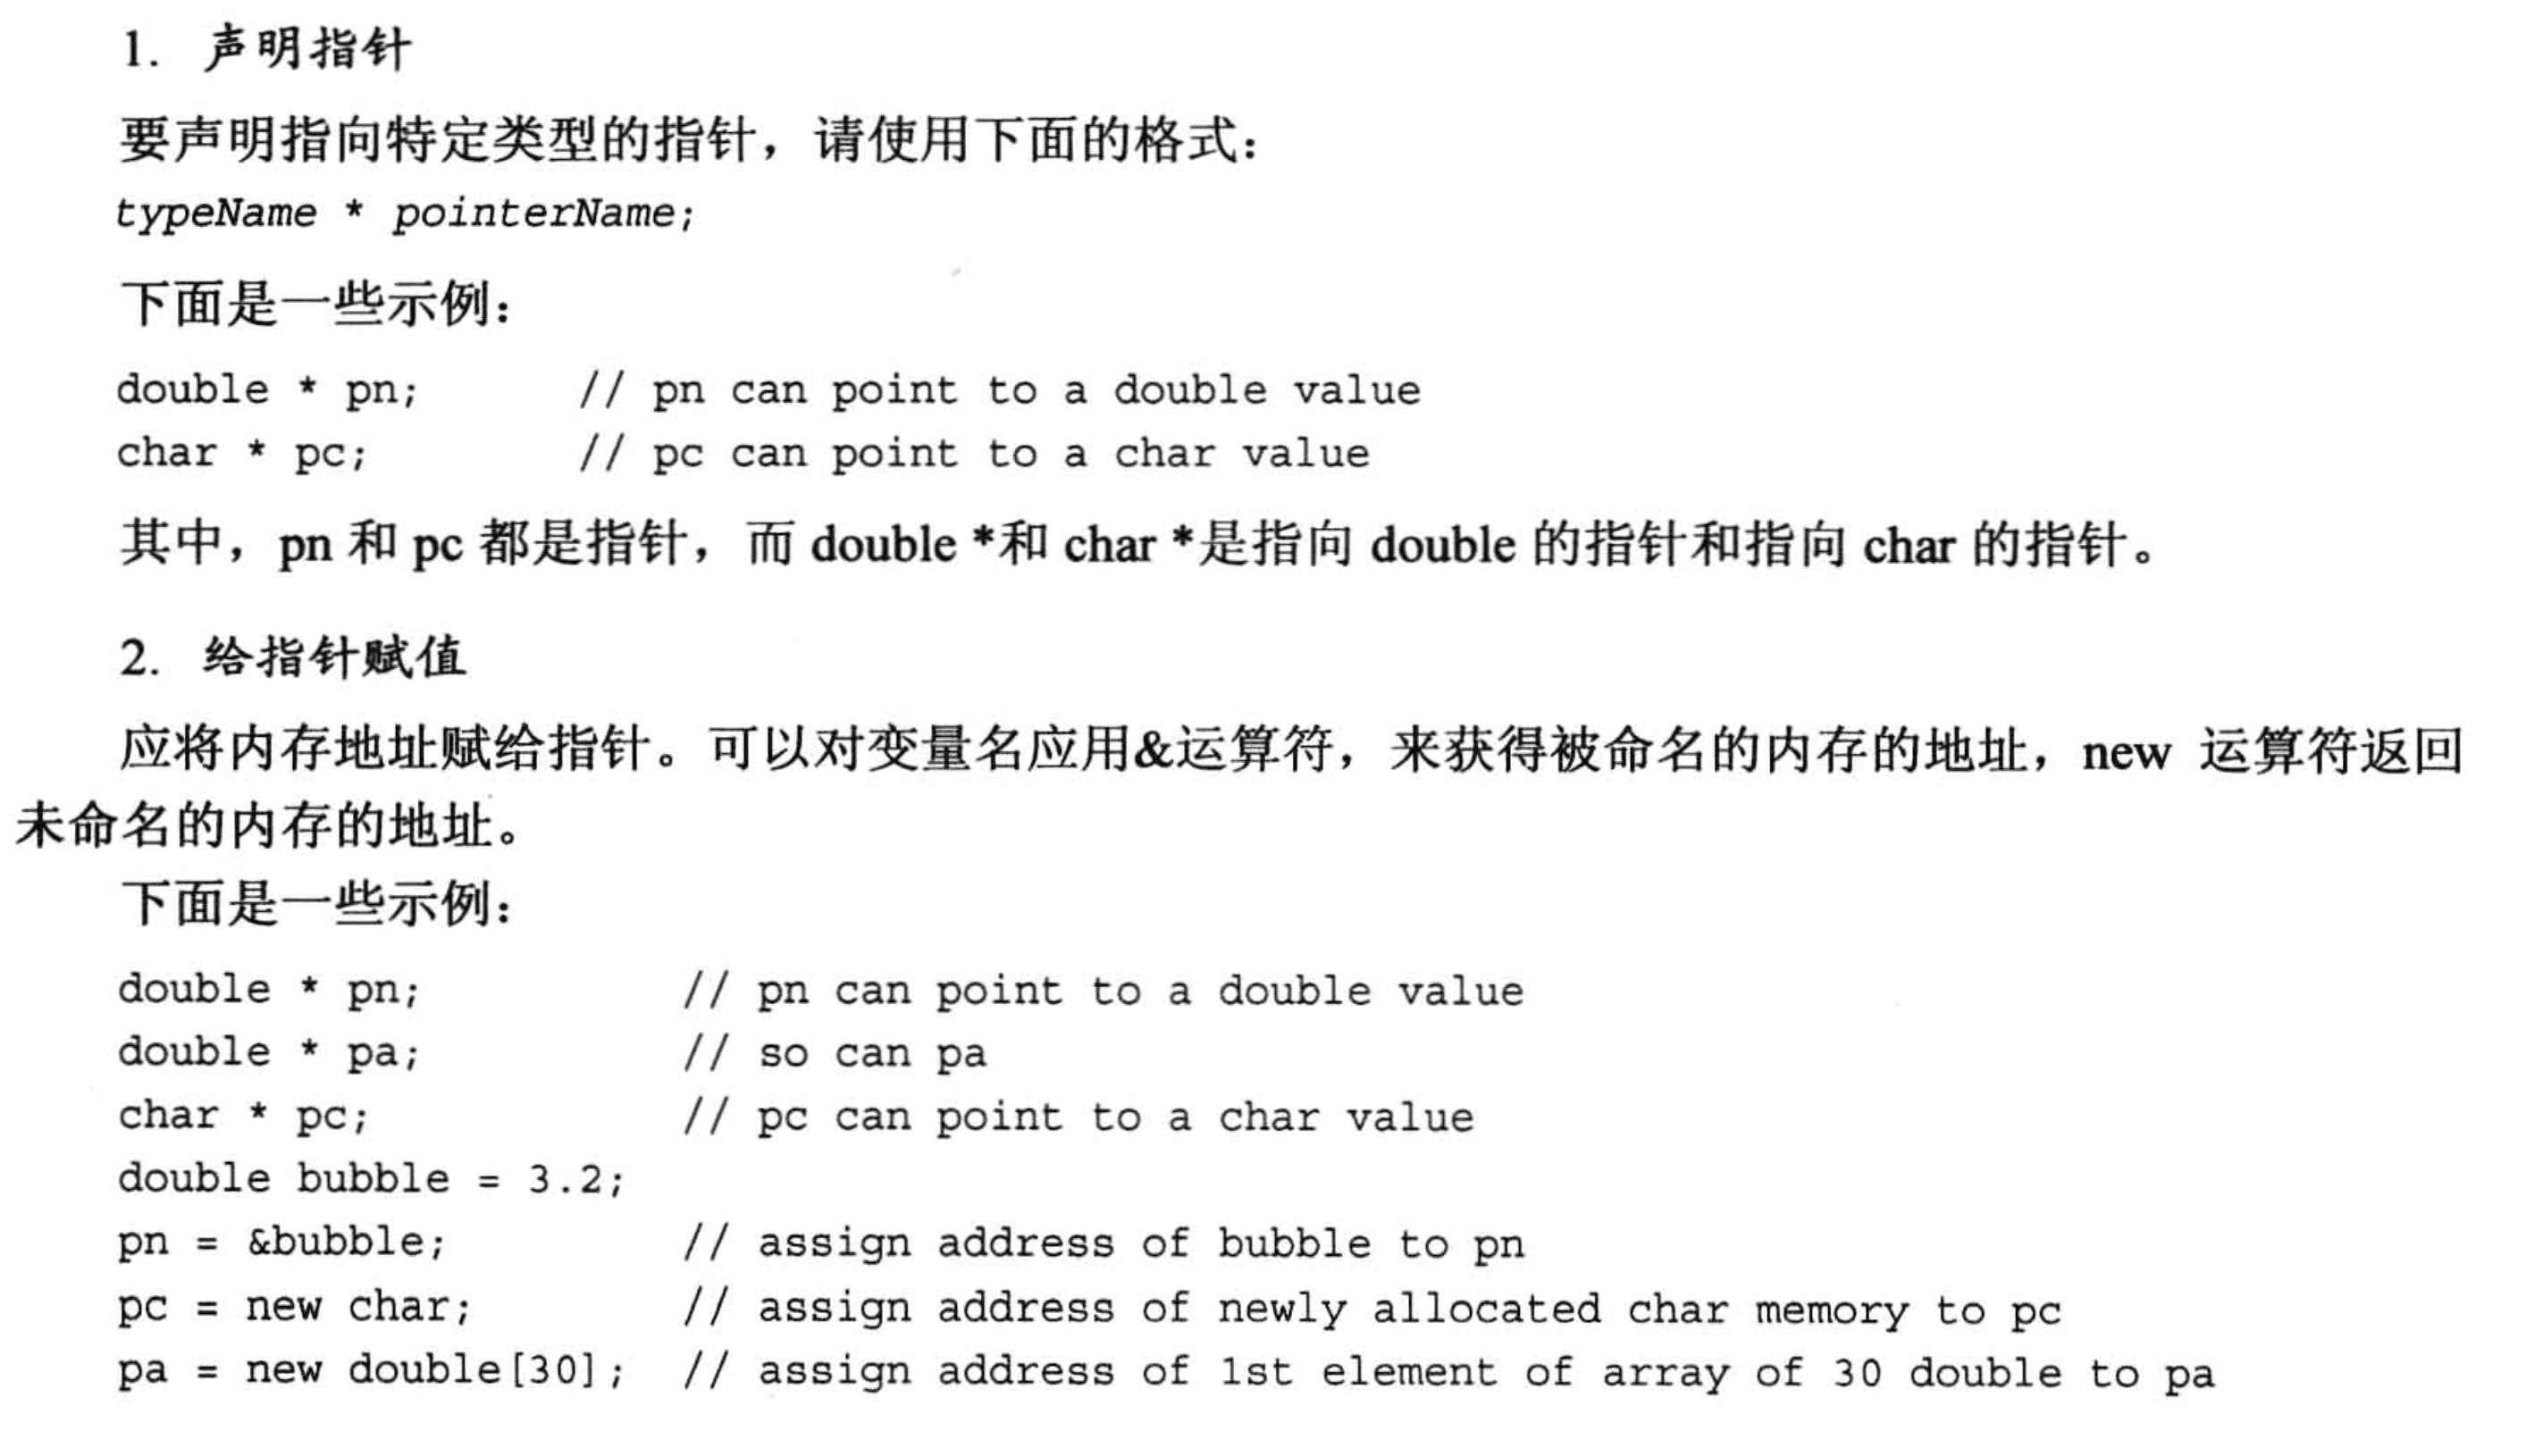 1. 声明指针
要声明指向特定类型的指针，请使用下面的格式：
typeName * pointerName;
下面是一些示例：
double * pn;      // pn can point to a double value
char * pc;        // pc can point to a char value
其中，pn 和 pc 都是指针，而 double *和 char *是指向 double 的指针和指向 char 的指针。
2. 给指针赋值
应将内存地址赋给指针。可以对变量名应用&运算符，来获得被命名的内存的地址，new 运算符返回
未命名的内存的地址。
下面是一些示例：
double * pn;          // pn can point to a double value
double * pa;          // so can pa
char * pc;            // pc can point to a char value
double bubble = 3.2;
pn = &bubble;         // assign address of bubble to pn
pc = new char;        // assign address of newly allocated char memory to pc
pa = new double[30];  // assign address of 1st element of array of 30 double to pa